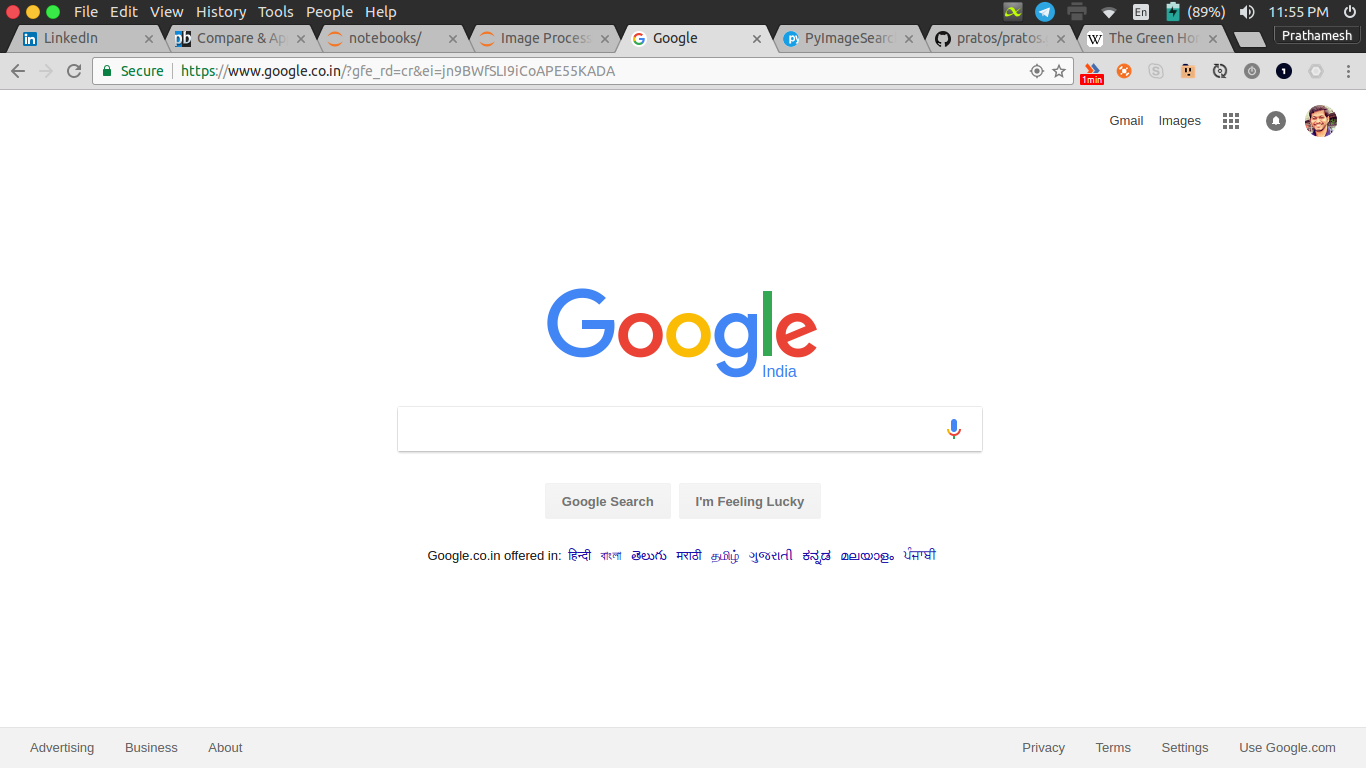 File Edit View History Tools People Help En (89%) 11:55 PM
LinkedIn Compare & Ap notebooks/ Image Process Google PyImageSearc pratos/pratos. The Green Hor Prathamesh
Secure https://www.google.co.in/?gfe_rd=cr&ei=jn9BWfSLI9iCoAPE55KADA 1min
Gmail Images
Google
India
Google Search I'm Feeling Lucky
Google.co.in offered in: हिन्दी বাংলা తెలుగు मराठी தமிழ் ગુજરાતી ಕನ್ನಡ മലയാളം ਪੰਜਾਬੀ
Advertising Business About Privacy Terms Settings Use Google.com